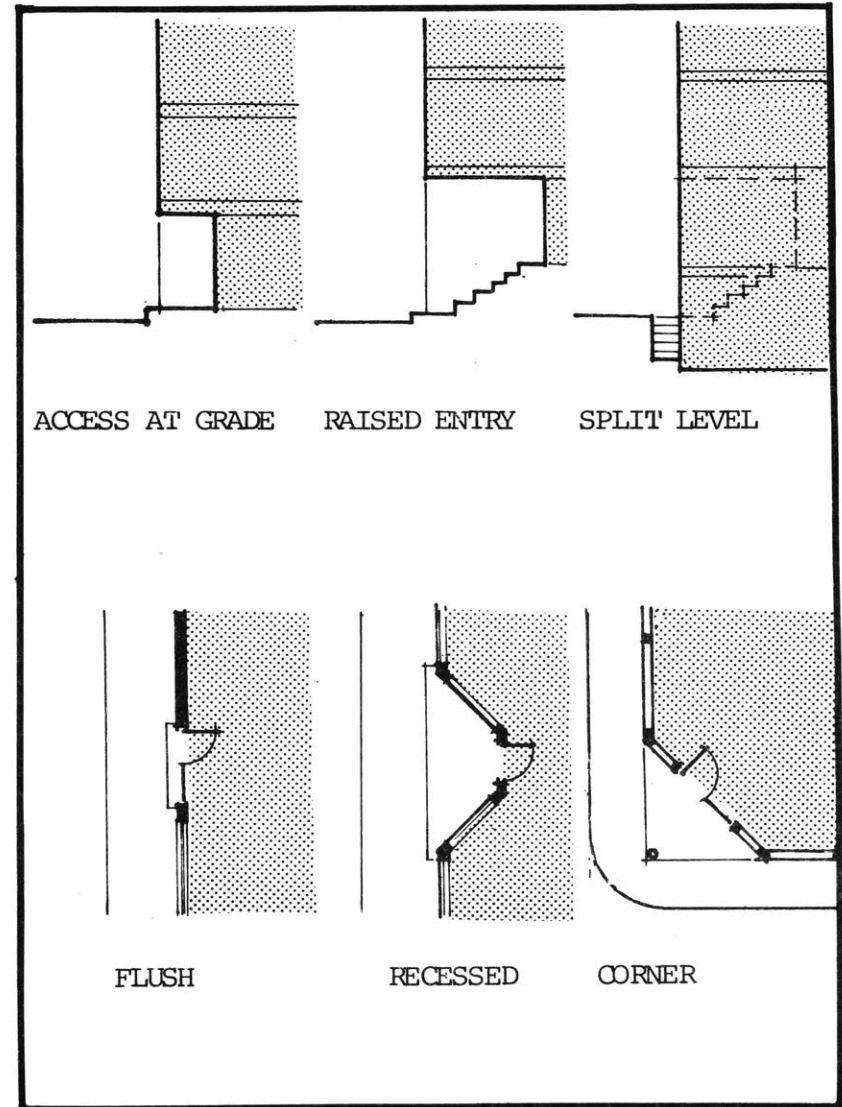 ACCESS AT GRADE
RAISED ENTRY
SPLIT LEVEL
FLUSH
RECESSED
CORNER